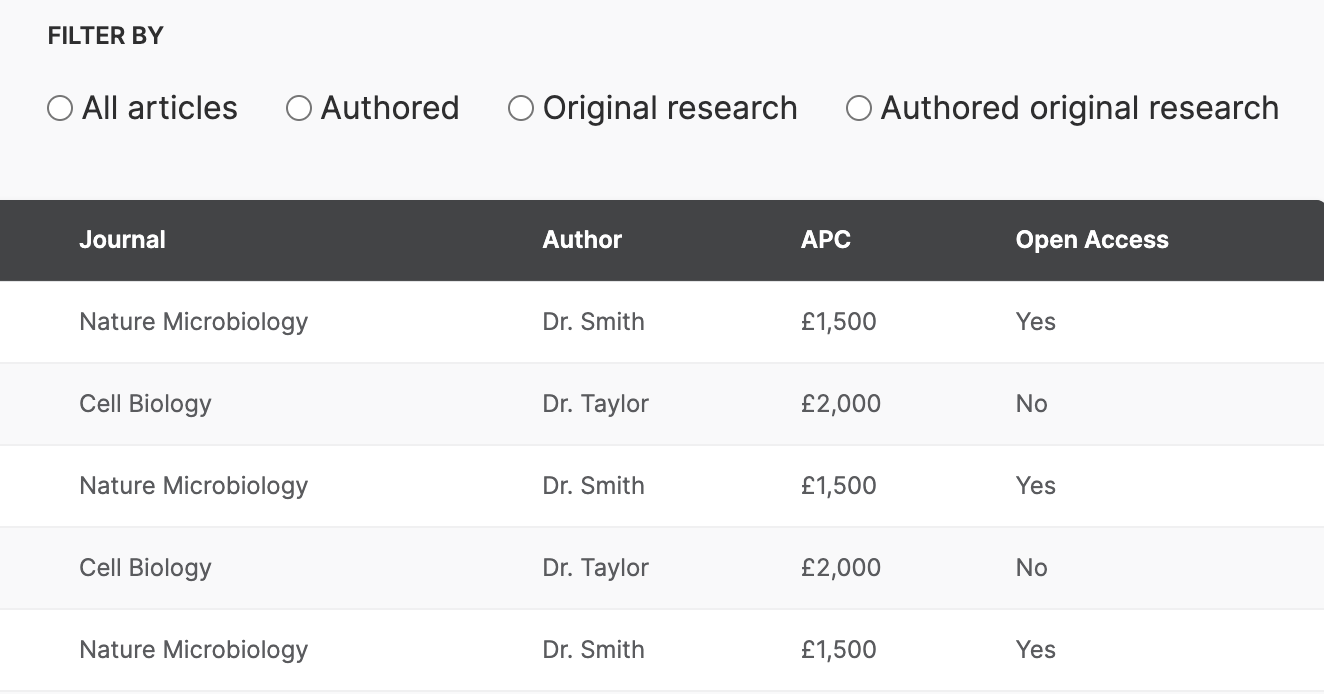 FILTER BY
All articles Authored Original research Authored original research
Journal Author APC Open Access
Nature Microbiology Dr. Smith £1,500 Yes
Cell Biology Dr. Taylor £2,000 No
Nature Microbiology Dr. Smith £1,500 Yes
Cell Biology Dr. Taylor £2,000 No
Nature Microbiology Dr. Smith £1,500 Yes